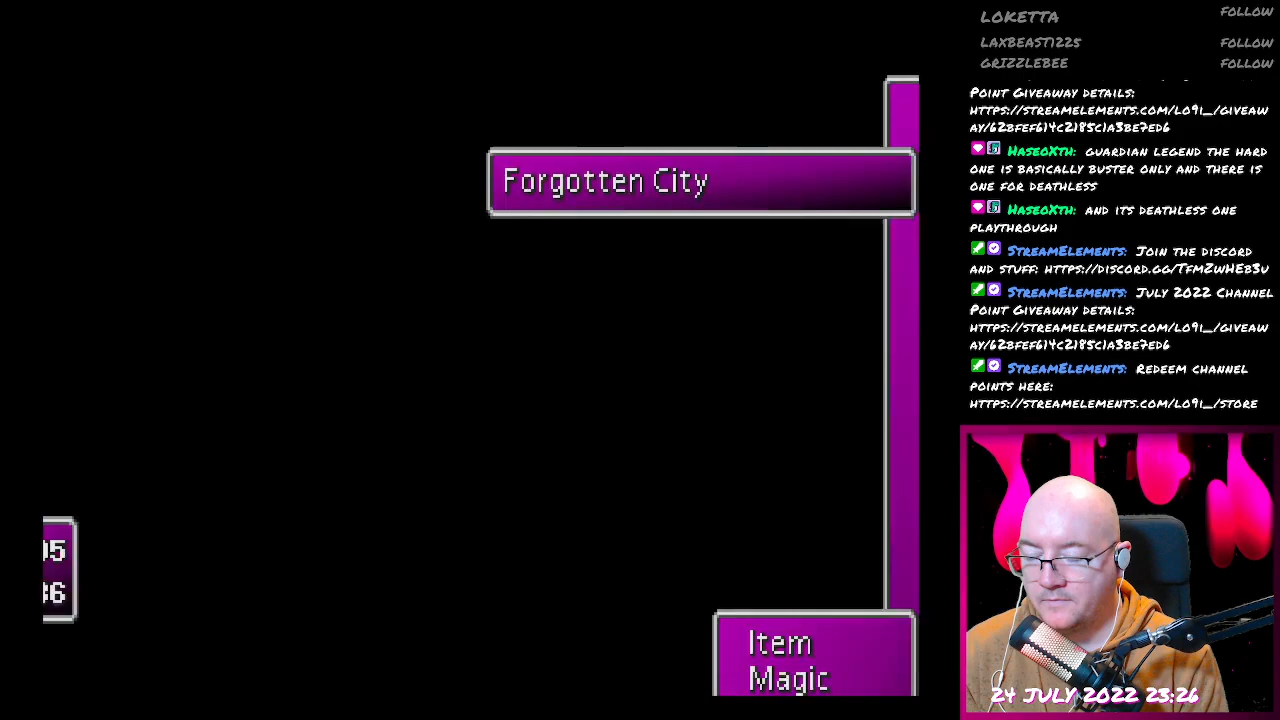 Forgotten City
05
36
Item
Magic
LOKETTA FOLLOW
LAXBEAST1225 FOLLOW
GRIZZLEBEE FOLLOW
Point Giveaway details:
https://streamelements.com/lo9i_/giveaw
ay/62bfef614c2185c1a3be7ed6
HaseoXth: guardian legend the hard
one is basically buster only and there is
one for deathless
HaseoXth: and its deathless one
playthrough
StreamElements: Join the discord
and stuff: https://discord.gg/TfmZwHE83u
StreamElements: July 2022 Channel
Point Giveaway details:
https://streamelements.com/lo9i_/giveaw
ay/62bfef614c2185c1a3be7ed6
StreamElements: Redeem channel
points here:
https://streamelements.com/lo9i_/store
24 JULY 2022 23:26